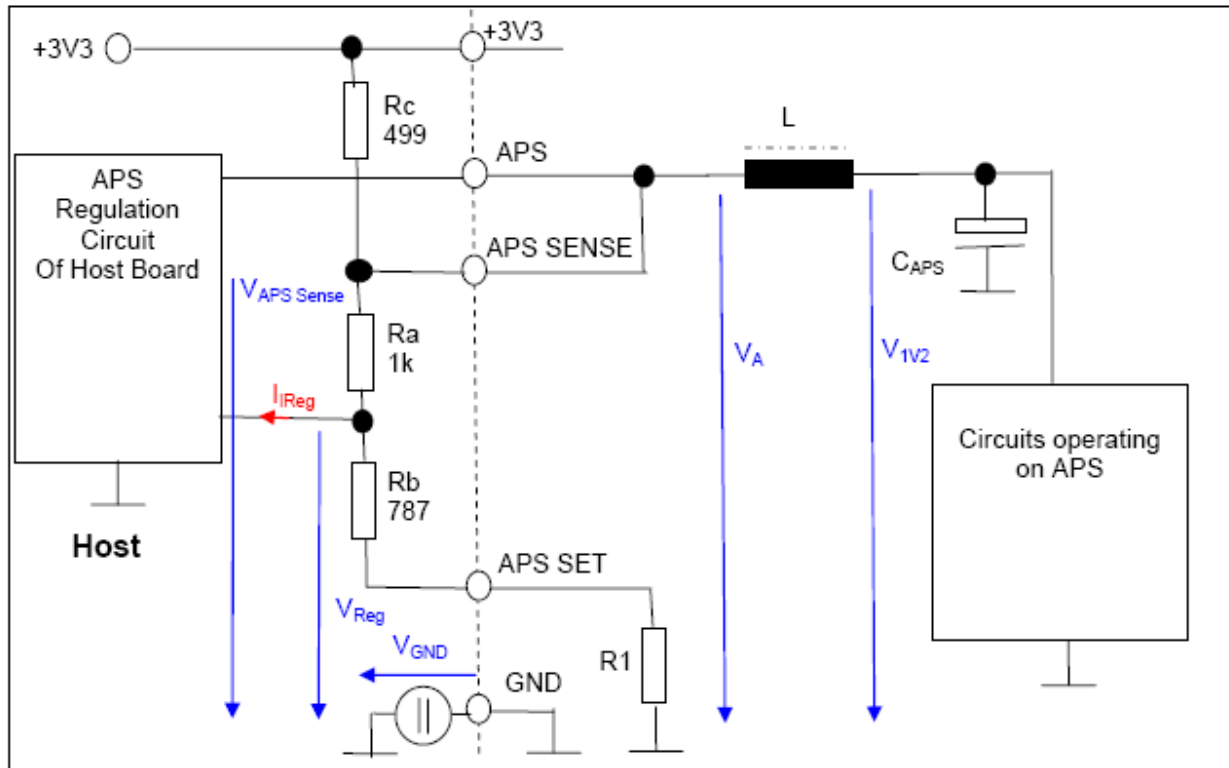 +3V3
+3V3
Rc
499
L
APS
APS
Regulation
Circuit
Of Host Board
APS SENSE
CAPS
VAPS Sense
Ra
1k
VA
V1V2
IIReg
Circuits operating
on APS
Rb
787
Host
APS SET
VReg
VGND
R1
GND